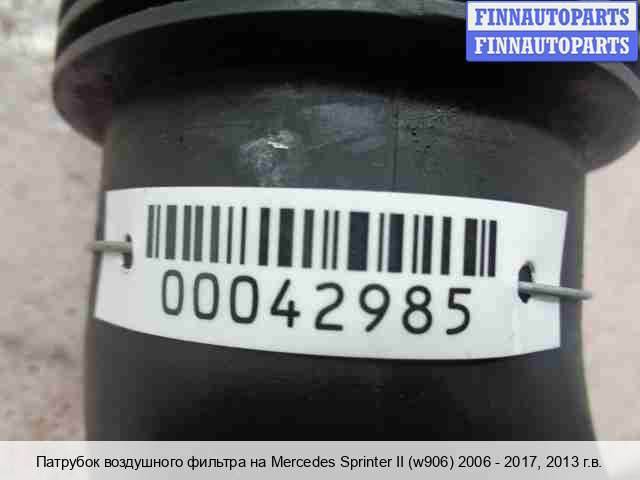 FINNAUTOPARTS
FINNAUTOPARTS
00042985
Патрубок воздушного фильтра на Mercedes Sprinter II (w906) 2006 - 2017, 2013 г.в.